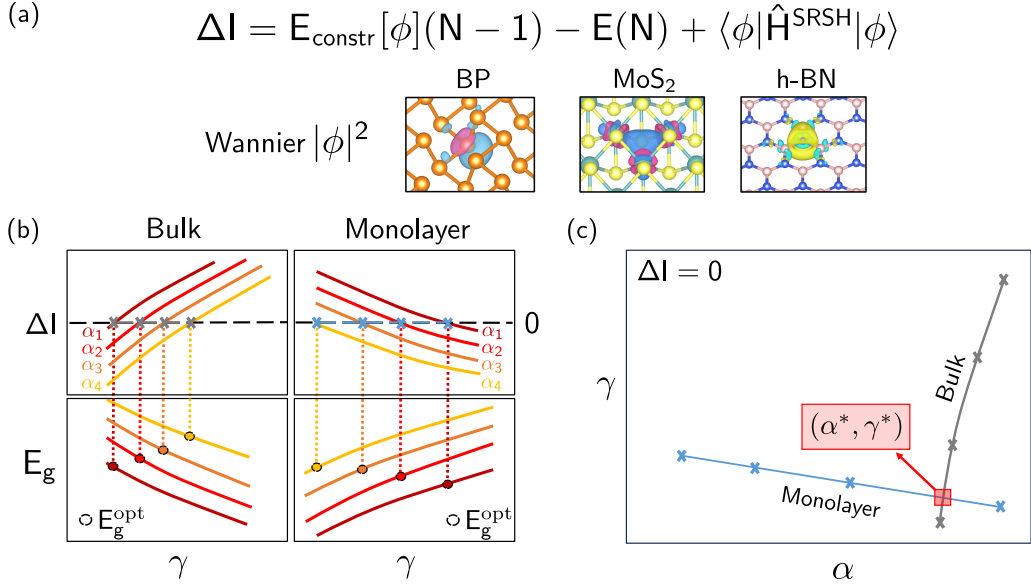 (a)
ΔI = E_constr[ϕ](N − 1) − E(N) + ⟨ϕ|Ĥ^SRSH|ϕ⟩
BP MoS₂ h-BN
Wannier |ϕ|²
(b)
Bulk Monolayer
ΔI
α₁
α₂
α₃
α₄
α₁
α₂
α₃
α₄
0
E_g
E_g^opt
E_g^opt
γ γ
(c)
ΔI = 0
γ
Bulk
(α*, γ*)
Monolayer
α